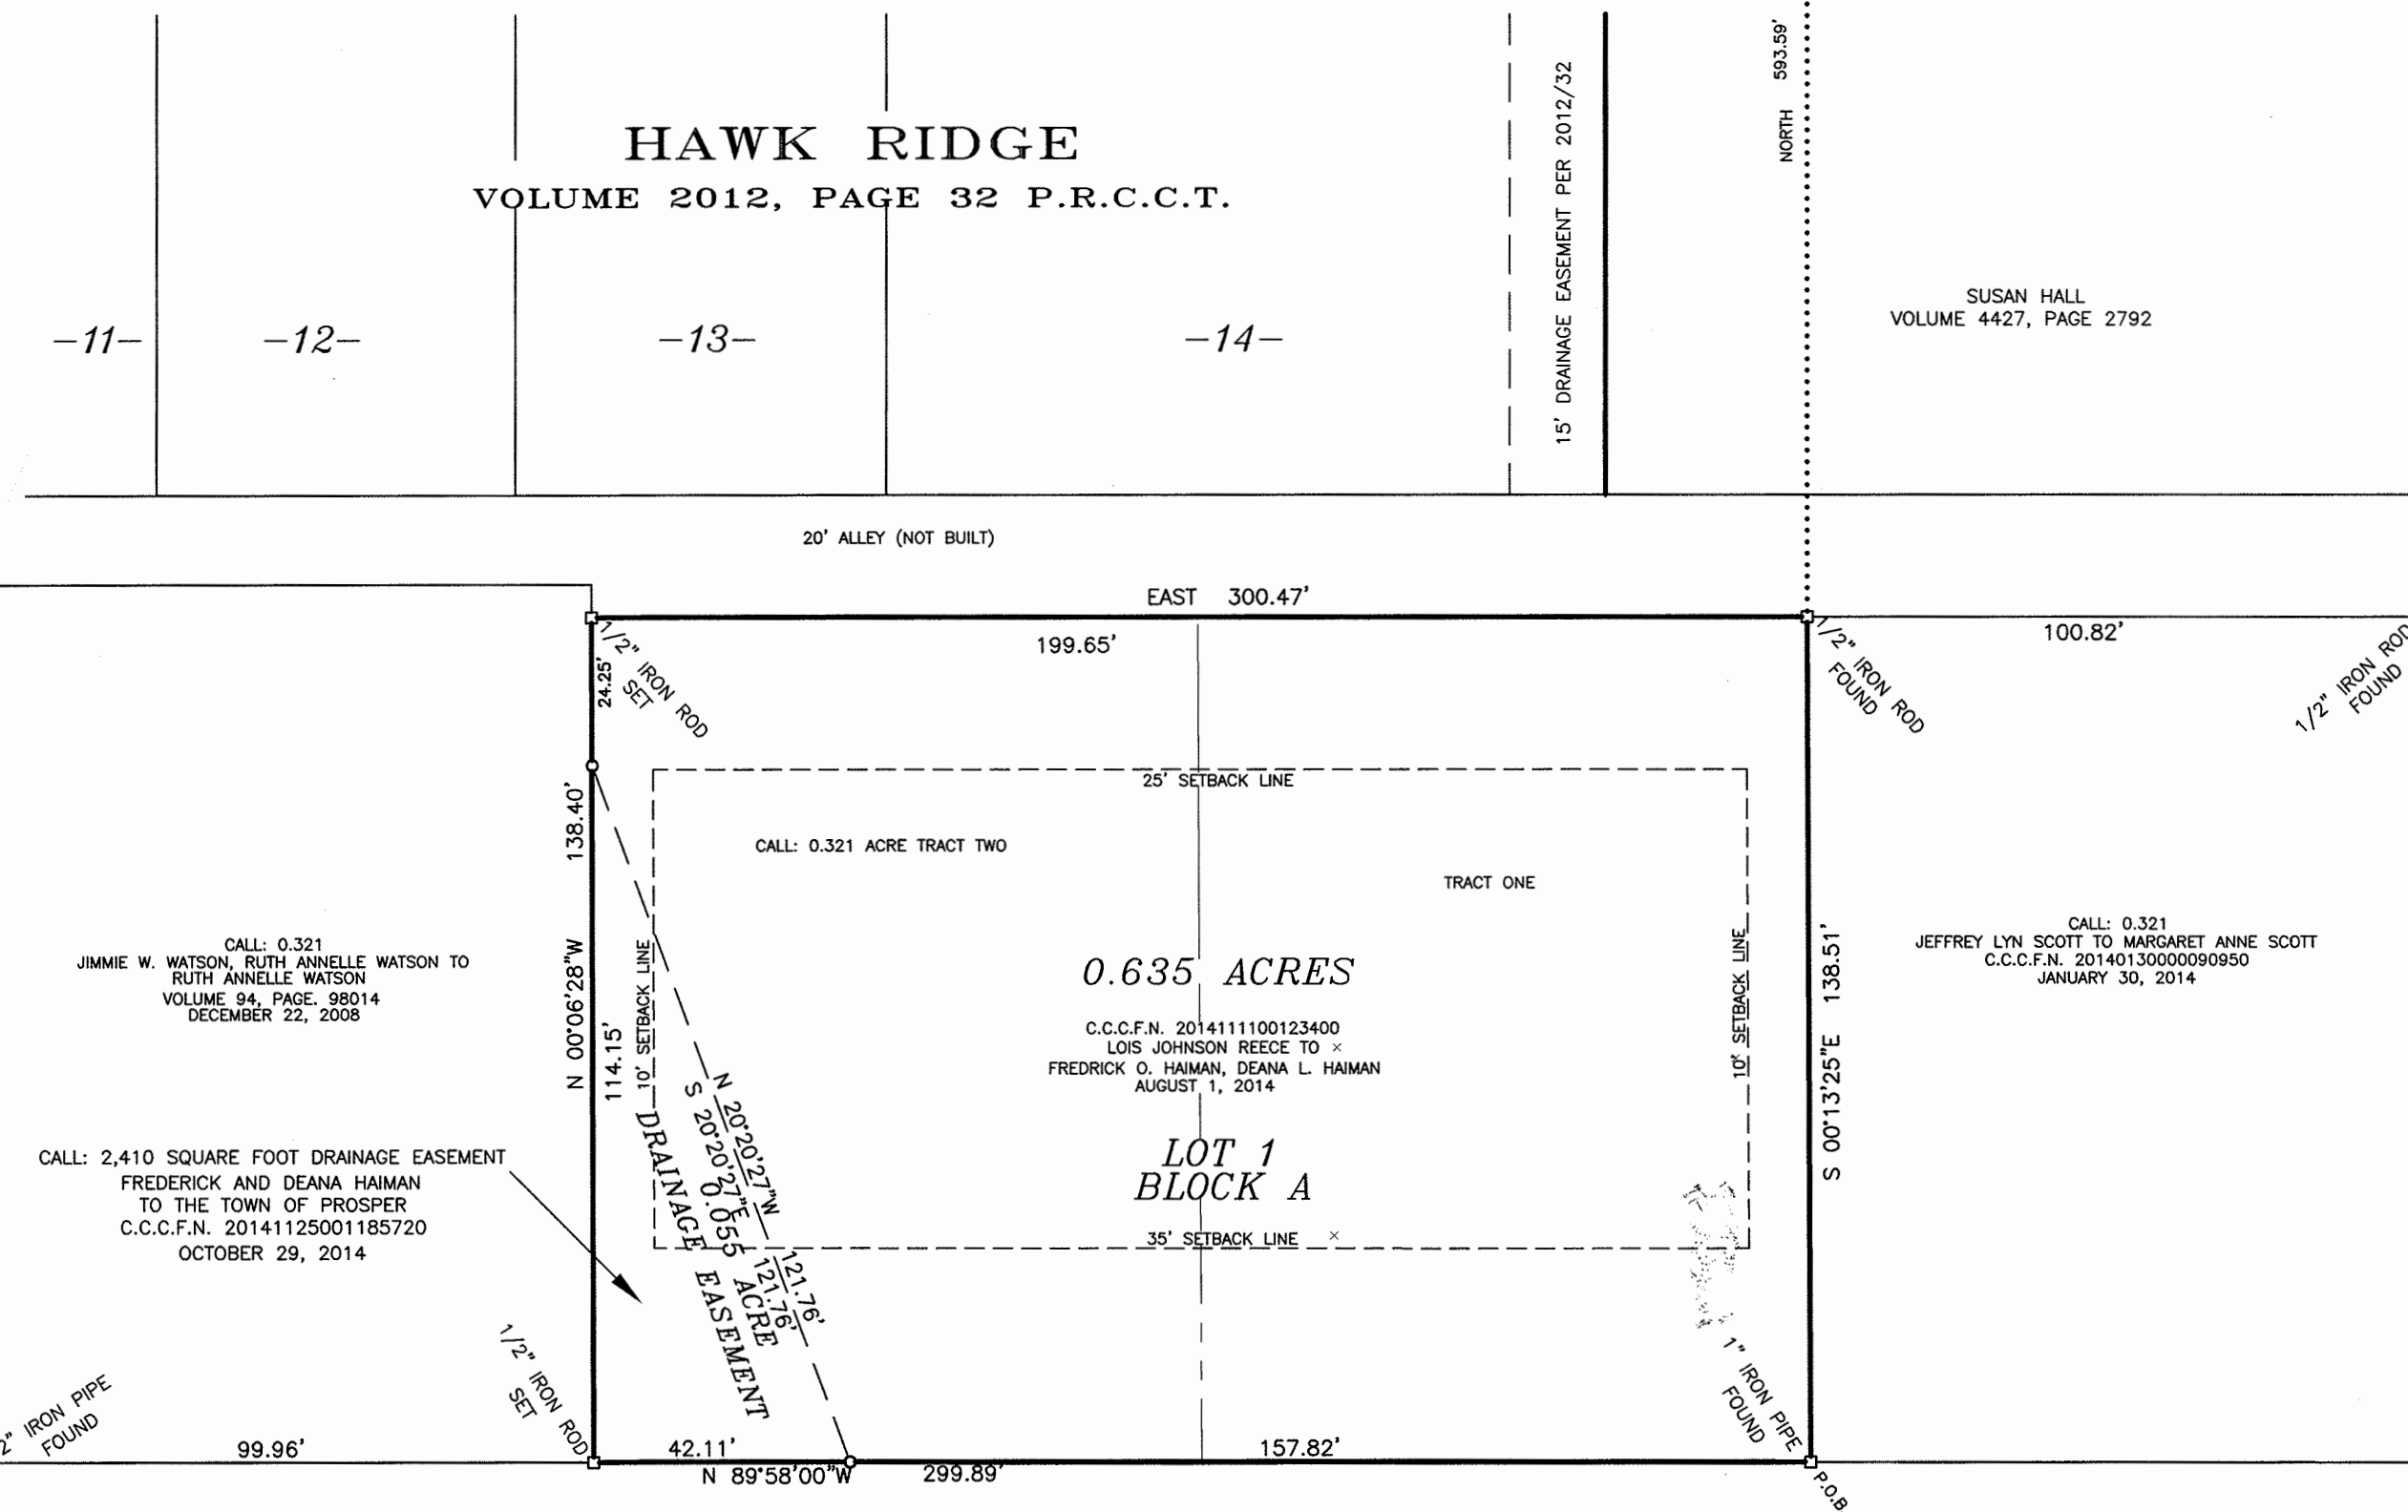 NORTH 593.59'
HAWK RIDGE
VOLUME 2012, PAGE 32 P.R.C.C.T.
15' DRAINAGE EASEMENT PER 2012/32
SUSAN HALL
VOLUME 4427, PAGE 2792
-11-
-12-
-13-
-14-
20' ALLEY (NOT BUILT)
EAST 300.47'
199.65'
100.82'
1/2" IRON ROD
SET
24.25'
1/2" IRON ROD
FOUND
1/2" IRON ROD
FOUND
25' SETBACK LINE
CALL: 0.321 ACRE TRACT TWO
TRACT ONE
N 00°06'28"W 138.40'
114.15'
10' SETBACK LINE
10' SETBACK LINE
S 00°13'25"E 138.51'
CALL: 0.321
JIMMIE W. WATSON, RUTH ANNELLE WATSON TO
RUTH ANNELLE WATSON
VOLUME 94, PAGE. 98014
DECEMBER 22, 2008
0.635 ACRES
C.C.C.F.N. 2014111100123400
LOIS JOHNSON REECE TO
FREDRICK O. HAIMAN, DEANA L. HAIMAN
AUGUST 1, 2014
CALL: 0.321
JEFFREY LYN SCOTT TO MARGARET ANNE SCOTT
C.C.C.F.N. 20140130000090950
JANUARY 30, 2014
LOT 1
BLOCK A
35' SETBACK LINE
CALL: 2,410 SQUARE FOOT DRAINAGE EASEMENT
FREDERICK AND DEANA HAIMAN
TO THE TOWN OF PROSPER
C.C.C.F.N. 201411125001185720
OCTOBER 29, 2014
N 20°20'27"W 121.76'
S 20°20'27"E 121.76'
0.055 ACRE
DRAINAGE EASEMENT
2" IRON PIPE
FOUND
1/2" IRON ROD
SET
1" IRON PIPE
FOUND
99.96'
42.11'
157.82'
N 89°58'00"W 299.89'
P.O.B